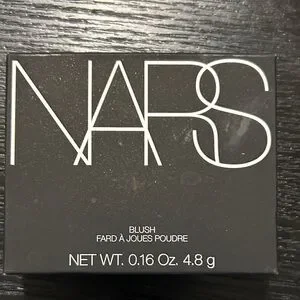 NARS
BLUSH
FARD À JOUES POUDRE
NET WT. 0.16 Oz. 4.8 g